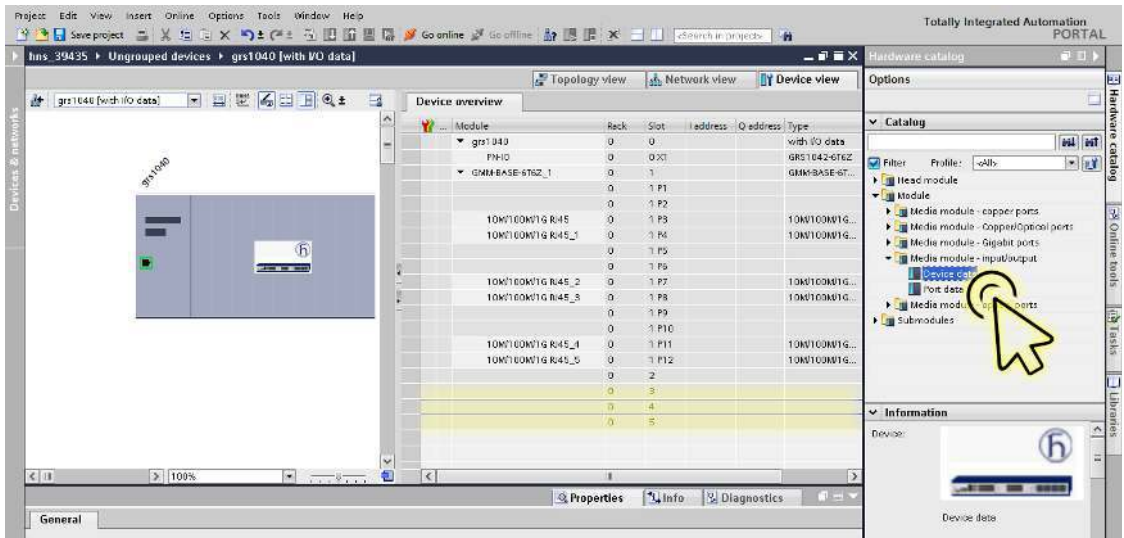 Project Edit View Insert Online Options Tools Window Help
Totally Integrated Automation
PORTAL
Save project Go online Go offline <Search in project>
hns_39435 ▸ Ungrouped devices ▸ grs1040 [with I/O data]
Hardware catalog
Topology view Network view Device view
Options
grs1040 [with I/O data]
Device overview
Catalog
Module Rack Slot I address Q address Type
grs1040 0 0 with I/O data
PN-IO 0 0 X1 GRS1042-6T6Z
GMM-BASE-6T6Z_1 0 1 GMM-BASE-6T...
0 1 P1
0 1 P2
10M/100M/1G RJ45 0 1 P3 10M/100M/1G...
10M/100M/1G RJ45_1 0 1 P4 10M/100M/1G...
0 1 P5
0 1 P6
10M/100M/1G RJ45_2 0 1 P7 10M/100M/1G...
10M/100M/1G RJ45_3 0 1 P8 10M/100M/1G...
0 1 P9
0 1 P10
10M/100M/1G RJ45_4 0 1 P11 10M/100M/1G...
10M/100M/1G RJ45_5 0 1 P12 10M/100M/1G...
0 2
0 3
0 4
0 5
grs1040
Filter Profile: <All>
Head module
Module
Media module - copper ports
Media module - Copper/Optical ports
Media module - Gigabit ports
Media module - input/output
Device data
Port data
Media module ports
Submodules
Information
Device:
Device data
100%
Properties Info Diagnostics
General
Devices & networks
Hardware catalog
Online tools
Tasks
Libraries